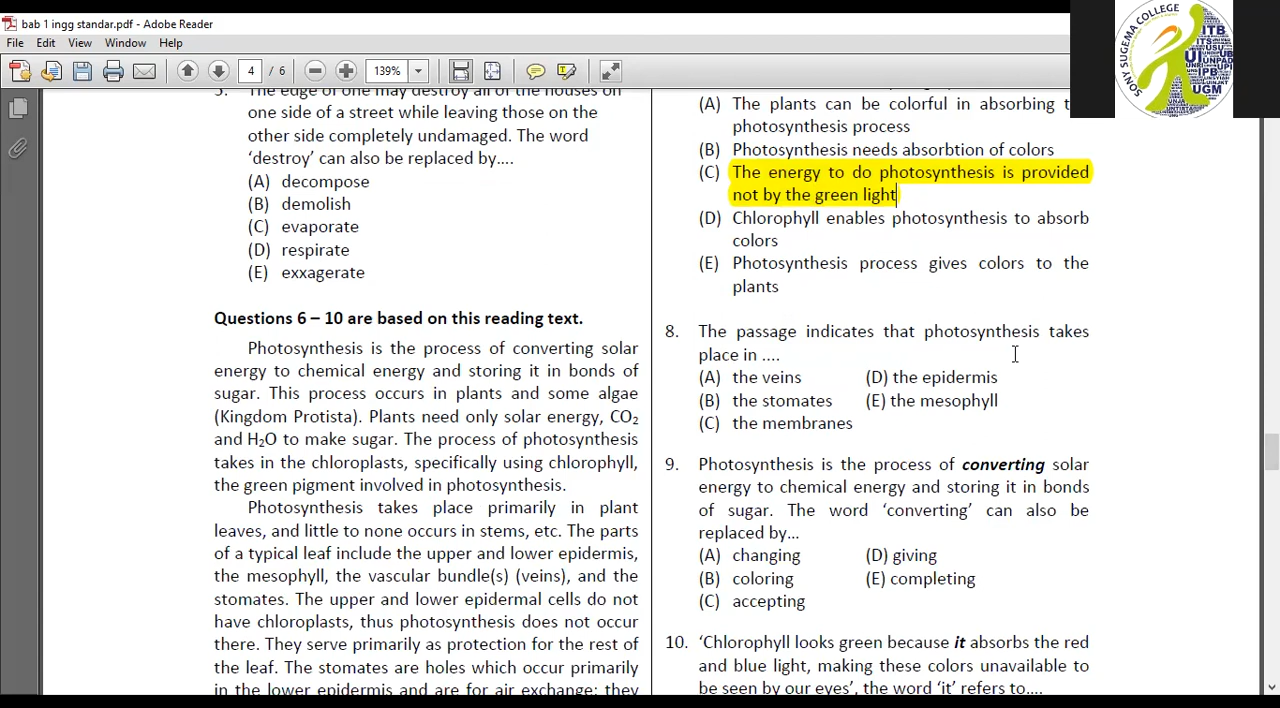 bab 1 ingg standar.pdf - Adobe Reader
File Edit View Window Help
4 / 6 139%
SONY SUGEMA COLLEGE
ITB
UI
IPB
UGM
5. The edge of one may destroy all of the houses on
one side of a street while leaving those on the
other side completely undamaged. The word
‘destroy’ can also be replaced by....
(A) decompose
(B) demolish
(C) evaporate
(D) respirate
(E) exxagerate
Questions 6 – 10 are based on this reading text.
Photosynthesis is the process of converting solar
energy to chemical energy and storing it in bonds of
sugar. This process occurs in plants and some algae
(Kingdom Protista). Plants need only solar energy, CO₂
and H₂O to make sugar. The process of photosynthesis
takes in the chloroplasts, specifically using chlorophyll,
the green pigment involved in photosynthesis.
Photosynthesis takes place primarily in plant
leaves, and little to none occurs in stems, etc. The parts
of a typical leaf include the upper and lower epidermis,
the mesophyll, the vascular bundle(s) (veins), and the
stomates. The upper and lower epidermal cells do not
have chloroplasts, thus photosynthesis does not occur
there. They serve primarily as protection for the rest of
the leaf. The stomates are holes which occur primarily
in the lower epidermis and are for air exchange: they
(A) The plants can be colorful in absorbing
photosynthesis process
(B) Photosynthesis needs absorbtion of colors
(C) The energy to do photosynthesis is provided
not by the green light
(D) Chlorophyll enables photosynthesis to absorb
colors
(E) Photosynthesis process gives colors to the
plants
8. The passage indicates that photosynthesis takes
place in ....
(A) the veins (D) the epidermis
(B) the stomates (E) the mesophyll
(C) the membranes
9. Photosynthesis is the process of converting solar
energy to chemical energy and storing it in bonds
of sugar. The word ‘converting’ can also be
replaced by...
(A) changing (D) giving
(B) coloring (E) completing
(C) accepting
10. ‘Chlorophyll looks green because it absorbs the red
and blue light, making these colors unavailable to
be seen by our eyes’, the word ‘it’ refers to....